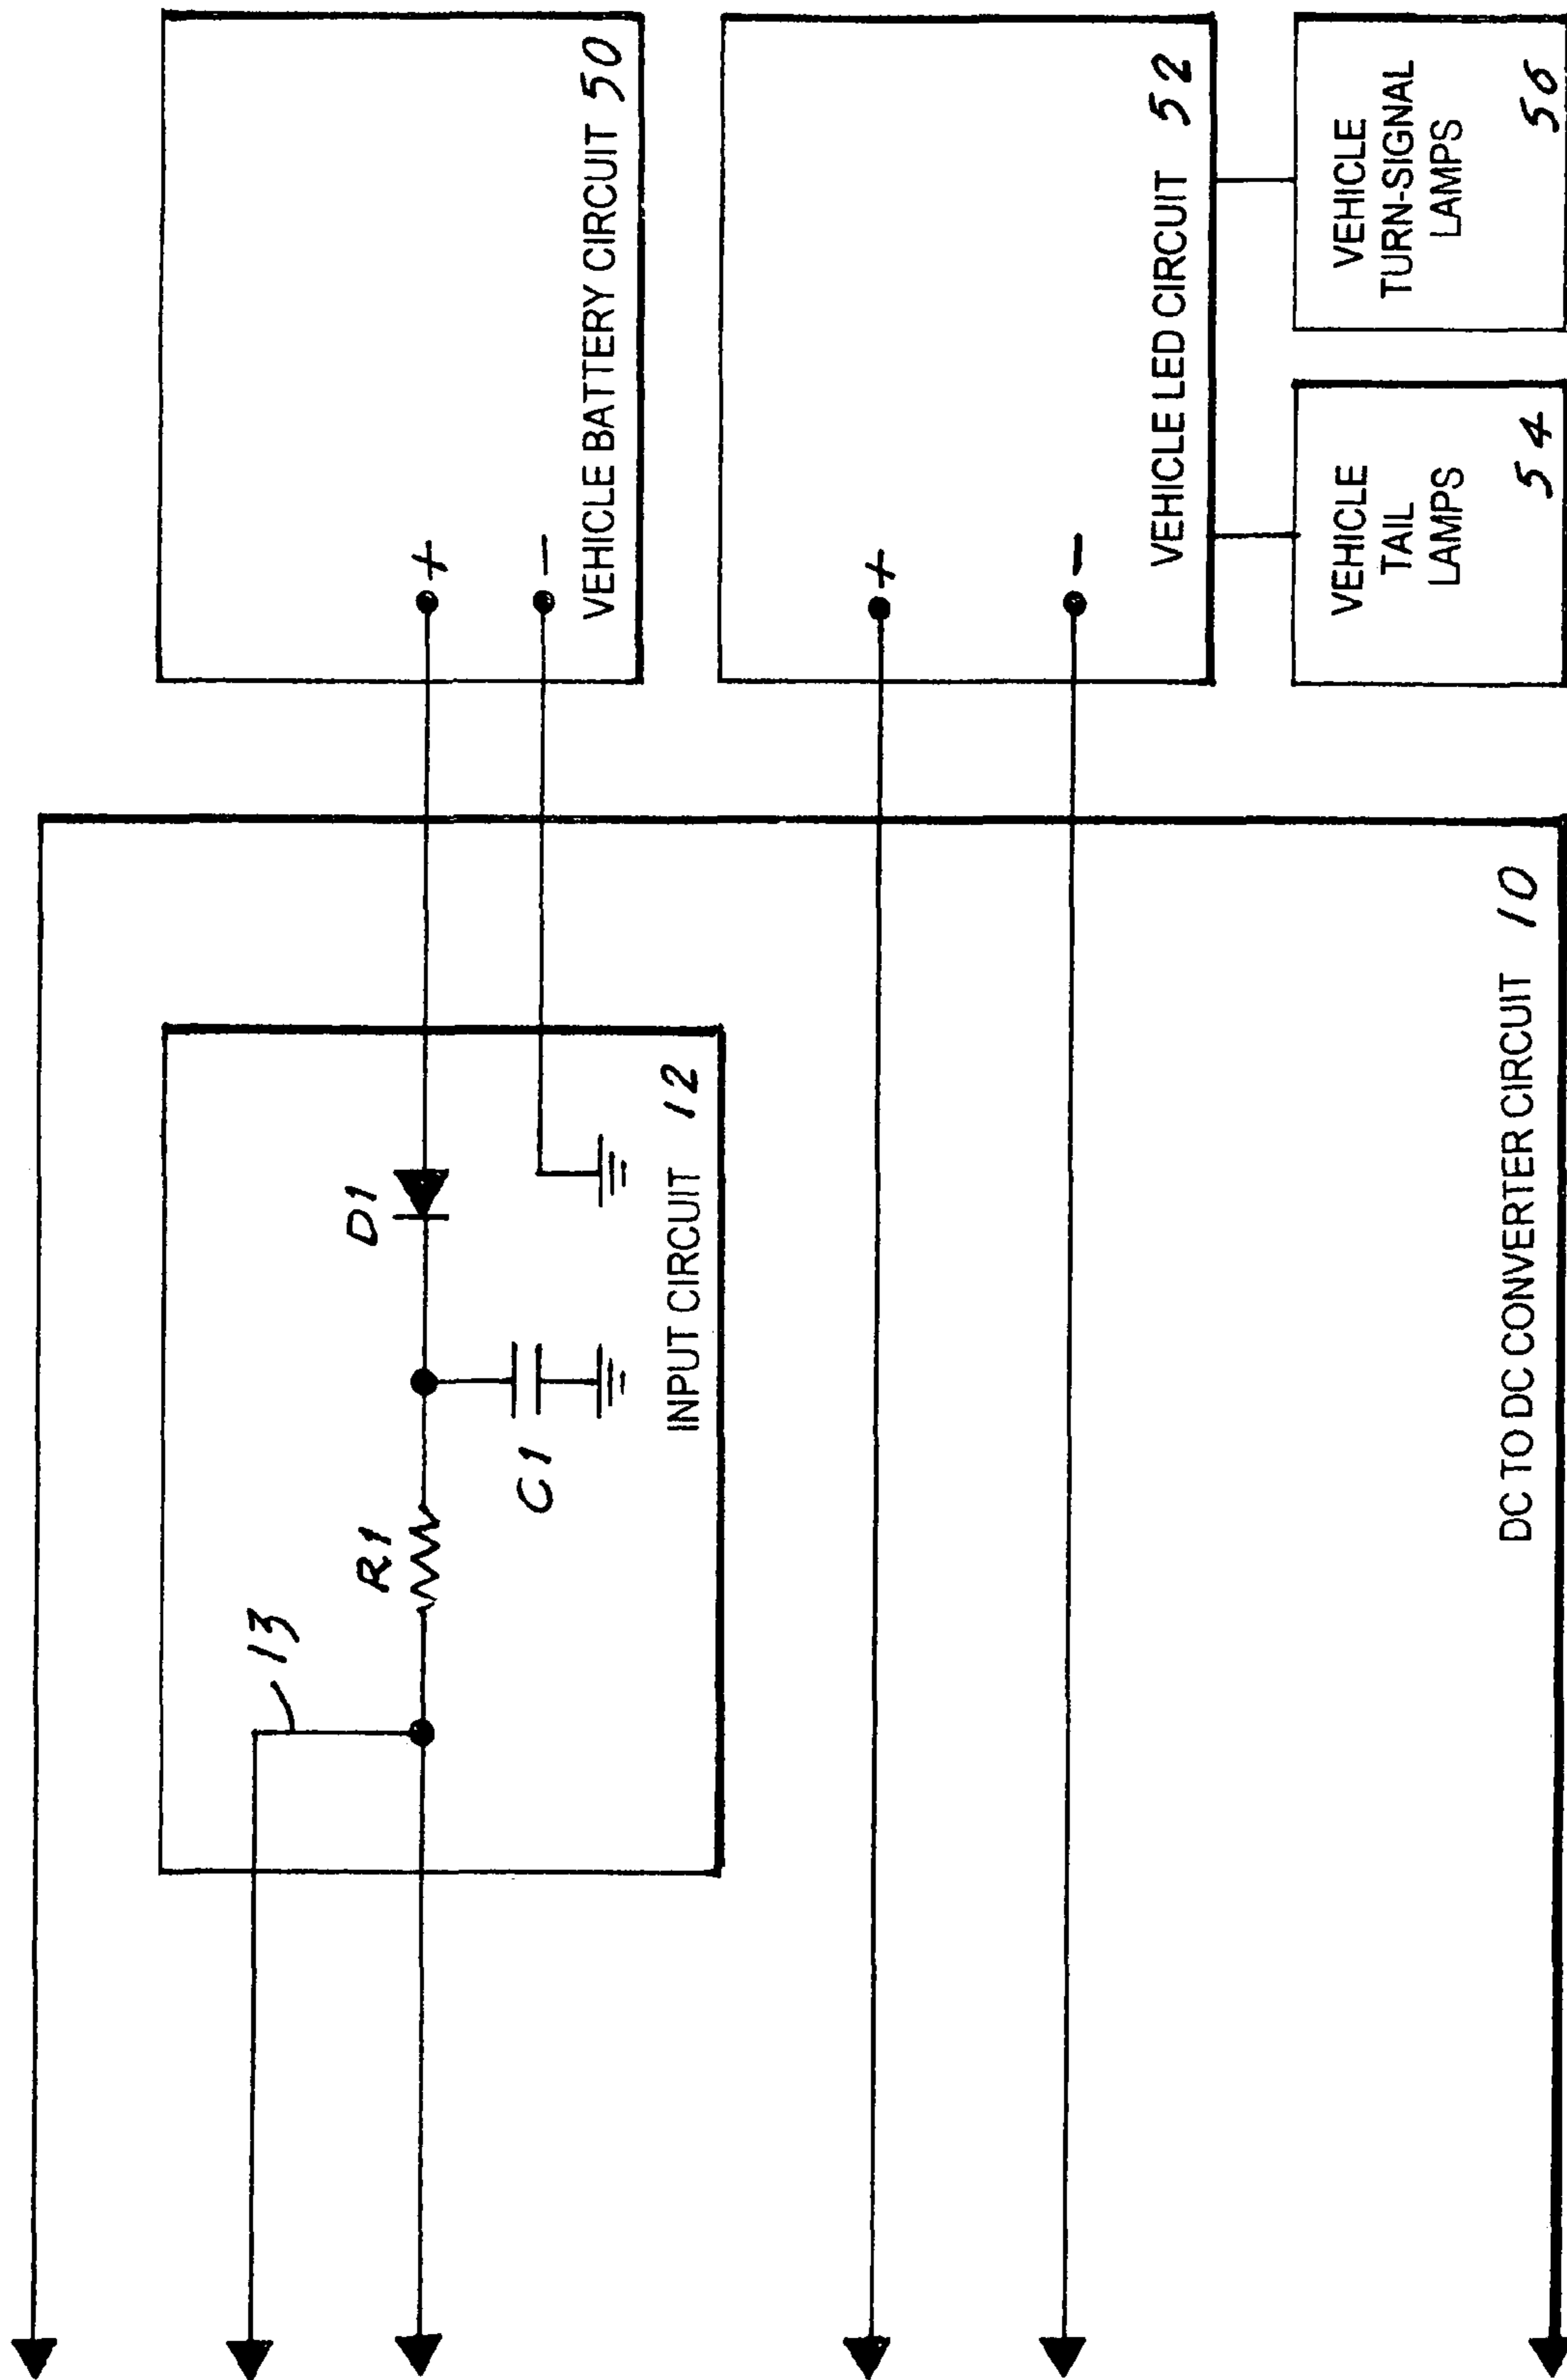 VEHICLE BATTERY CIRCUIT 50
+
-
VEHICLE LED CIRCUIT 52
+
-
VEHICLE
TAIL
LAMPS
54
VEHICLE
TURN-SIGNAL
LAMPS
56
13
R1
D1
C1
INPUT CIRCUIT 12
DC TO DC CONVERTER CIRCUIT 10